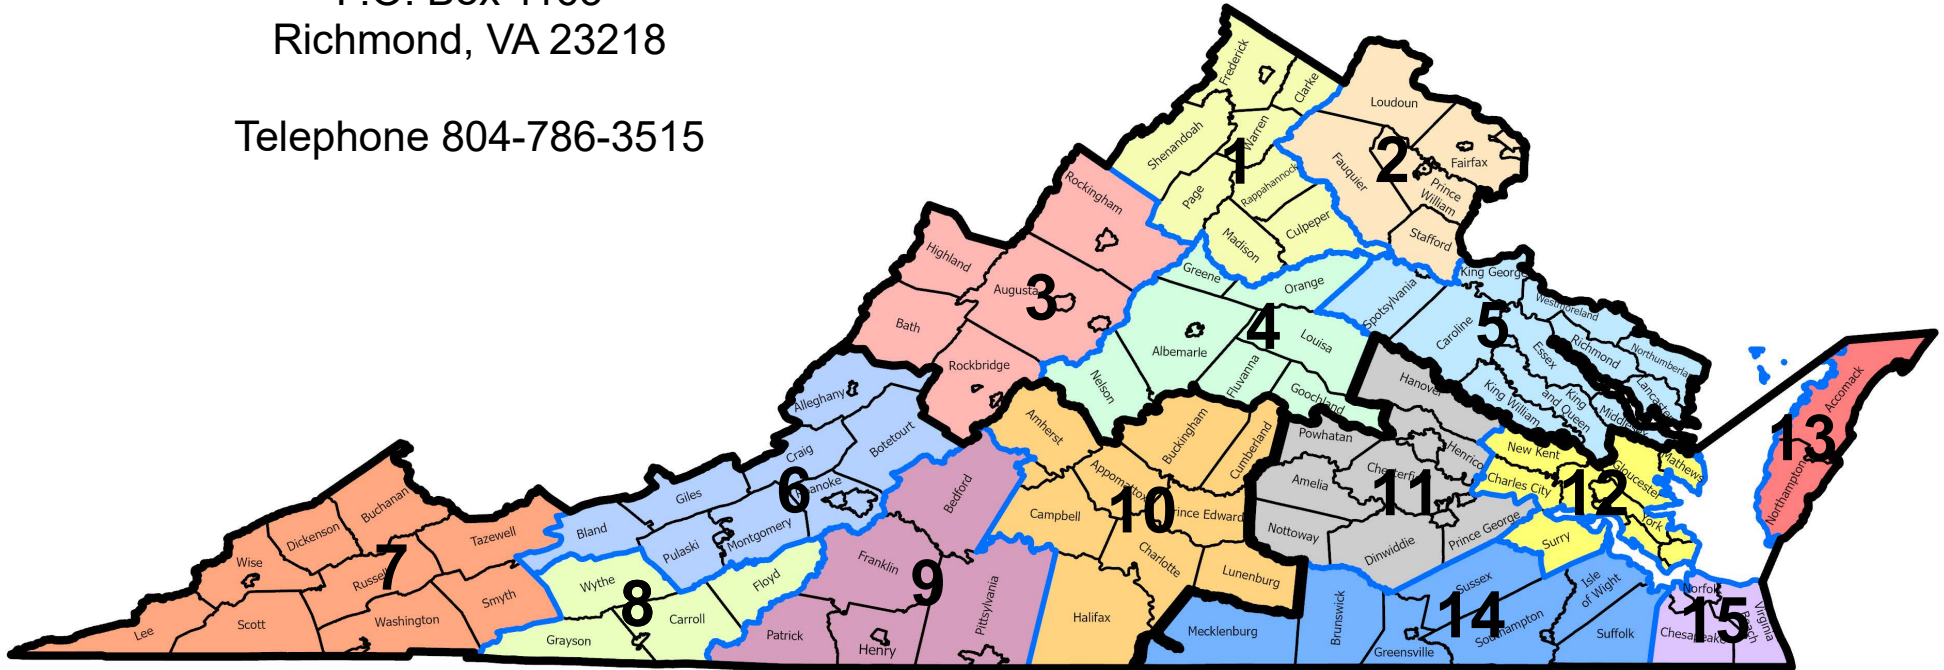 P.O. Box 1163
Richmond, VA 23218
Telephone 804-786-3515
Frederick
Clarke
Shenandoah
Warren
1
Page
Rappahannock
Madison
Culpeper
Loudoun
2
Fairfax
Fauquier
Prince
William
Stafford
Rockingham
Highland
Augusta
3
Bath
Rockbridge
Greene
Orange
Albemarle
4
Louisa
Fluvanna
Nelson
Goochland
King George
Spotsylvania
Westmoreland
Caroline
5
Essex
Richmond
Northumberla
King William
King
and Queen
Lancaster
Middlesex
Alleghany
Craig
Botetourt
Giles
6
Roanoke
Bland
Pulaski
Montgomery
Buchanan
Dickenson
Tazewell
Wise
Russell
7
Smyth
Lee
Scott
Washington
Wythe
8
Floyd
Grayson
Carroll
Bedford
Franklin
9
Pittsylvania
Patrick
Henry
Amherst
Buckingham
Cumberland
Appomattox
Campbell
10
Prince Edward
Charlotte
Lunenburg
Halifax
Hanover
Powhatan
Henrico
Chesterfield
Amelia
11
Nottoway
Dinwiddie
Prince George
New Kent
Charles City
12
Gloucester
Mathews
York
Surry
Accomack
13
Northampton
Mecklenburg
Brunswick
Greensville
Sussex
14
Southampton
Isle
of Wight
Suffolk
Norfolk
15
Chesapeake
Virginia
Beach